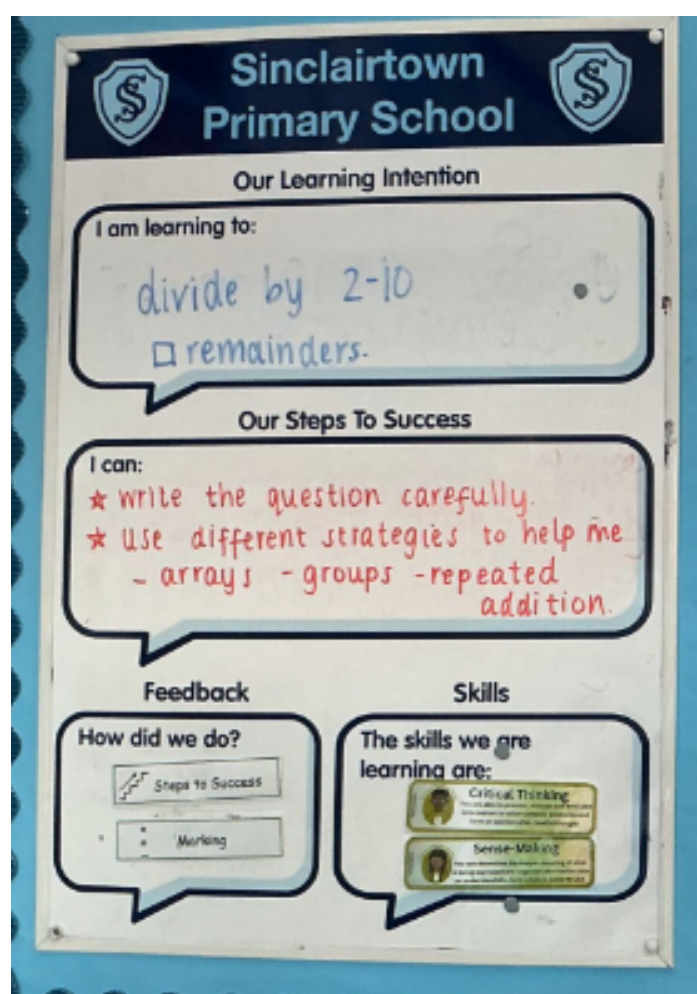 Sinclairtown
Primary School
Our Learning Intention
I am learning to:
divide by 2-10
remainders.
Our Steps To Success
I can:
★ write the question carefully.
★ use different strategies to help me
- arrays - groups - repeated
addition.
Feedback
How did we do?
Steps to Success
Marking
Skills
The skills we are
learning are:
Critical Thinking
Sense-Making